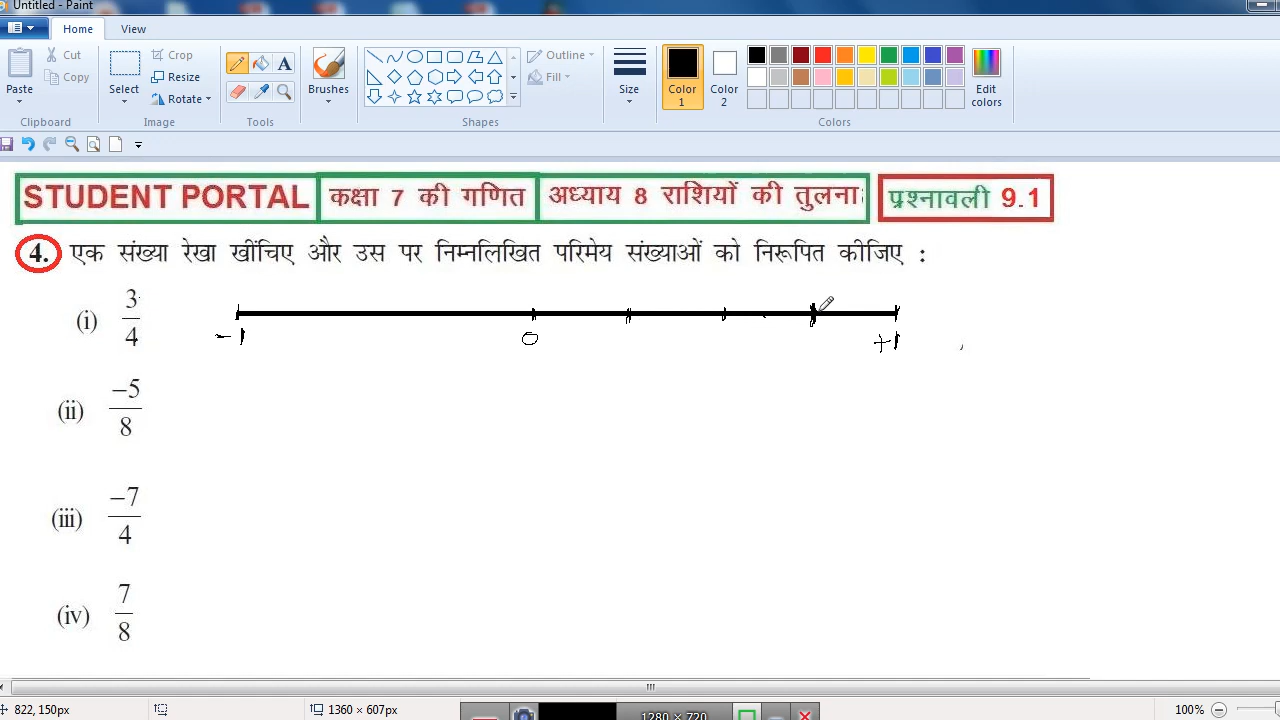 Untitled - Paint
Home View
Paste Cut Copy Select Crop Resize Rotate Brushes Outline Fill Size Color 1 Color 2 Edit colors
Clipboard Image Tools Shapes Colors
STUDENT PORTAL कक्षा 7 की गणित अध्याय 8 राशियों की तुलना प्रश्नावली 9.1
4. एक संख्या रेखा खींचिए और उस पर निम्नलिखित परिमेय संख्याओं को निरूपित कीजिए :
(i) 3/4
-1 0 +1
(ii) −5/8
(iii) −7/4
(iv) 7/8
822, 150px 1360 × 607px 1280 × 720 100%